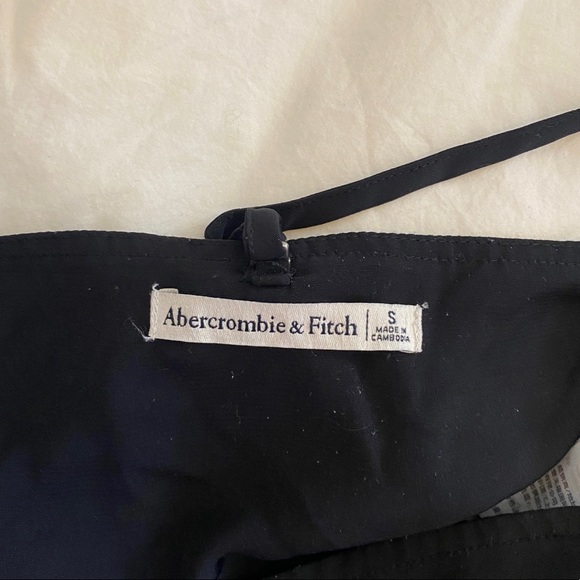 Abercrombie & Fitch
S
MADE IN
CAMBODIA